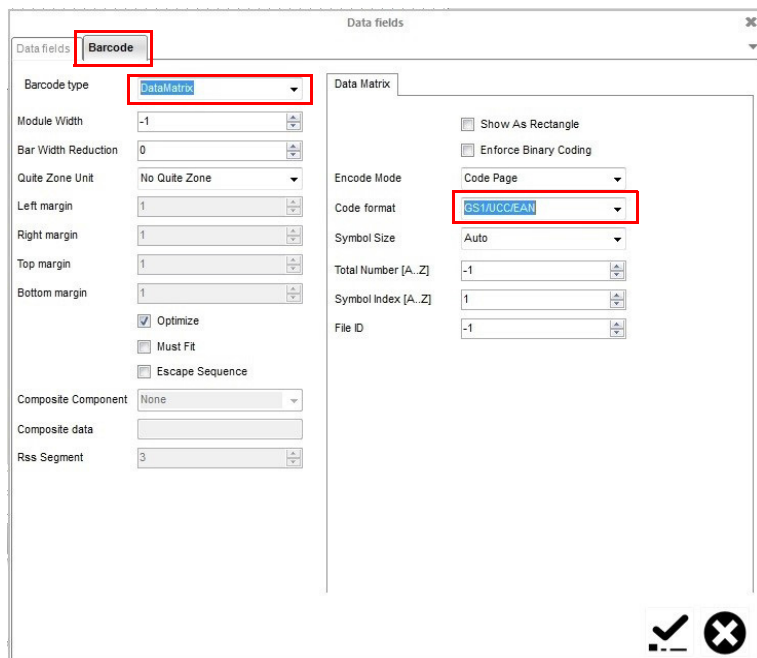 Data fields
Data fields
Barcode
Barcode type
DataMatrix
Module Width
-1
Bar Width Reduction
0
Quite Zone Unit
No Quite Zone
Left margin
1
Right margin
1
Top margin
1
Bottom margin
1
Optimize
Must Fit
Escape Sequence
Composite Component
None
Composite data
Rss Segment
3
Data Matrix
Show As Rectangle
Enforce Binary Coding
Encode Mode
Code Page
Code format
GS1/UCC/EAN
Symbol Size
Auto
Total Number [A..Z]
-1
Symbol Index [A..Z]
1
File ID
-1